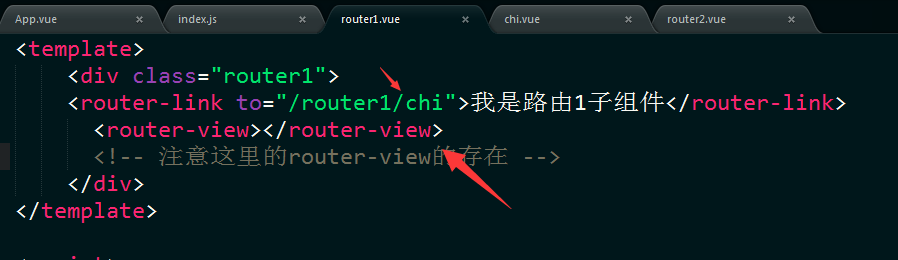 App.vue × index.js × router1.vue × chi.vue × router2.vue ×
<template>
<div class="router1">
<router-link to="/router1/chi">我是路由1子组件</router-link>
<router-view></router-view>
<!-- 注意这里的router-view的存在 -->
</div>
</template>